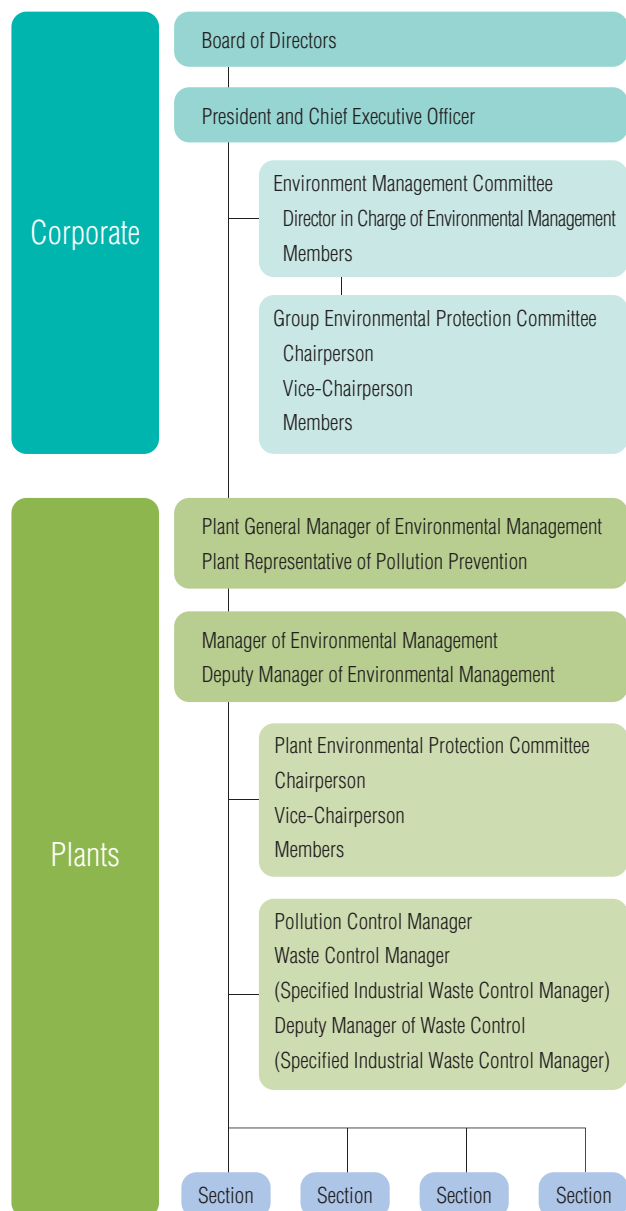 Corporate
Board of Directors
President and Chief Executive Officer
Environment Management Committee
Director in Charge of Environmental Management
Members
Group Environmental Protection Committee
Chairperson
Vice-Chairperson
Members
Plants
Plant General Manager of Environmental Management
Plant Representative of Pollution Prevention
Manager of Environmental Management
Deputy Manager of Environmental Management
Plant Environmental Protection Committee
Chairperson
Vice-Chairperson
Members
Pollution Control Manager
Waste Control Manager
(Specified Industrial Waste Control Manager)
Deputy Manager of Waste Control
(Specified Industrial Waste Control Manager)
Section
Section
Section
Section